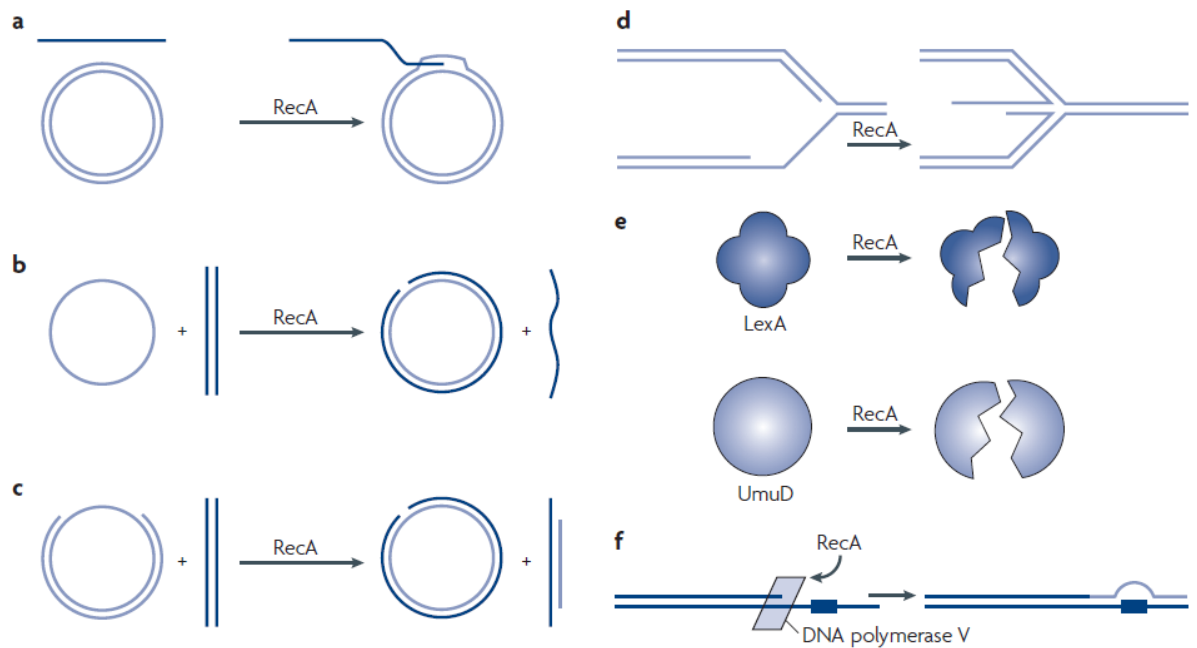 a
RecA
b
+
RecA
+
c
+
RecA
+
d
RecA
e
RecA
LexA
RecA
UmuD
f
RecA
DNA polymerase V